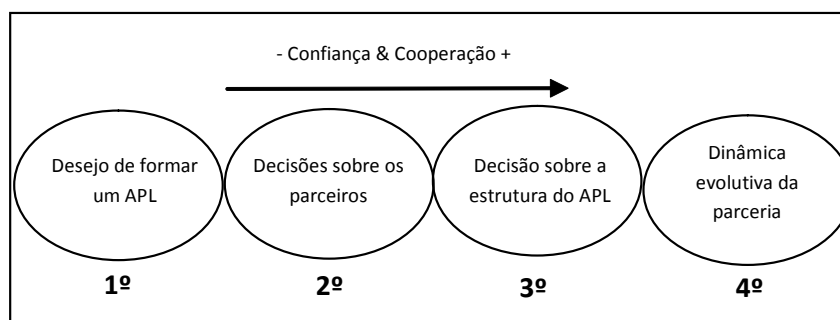 - Confiança & Cooperação +
Desejo de formar
um APL
Decisões sobre os
parceiros
Decisão sobre a
estrutura do APL
Dinâmica
evolutiva da
parceria
1º
2º
3º
4º